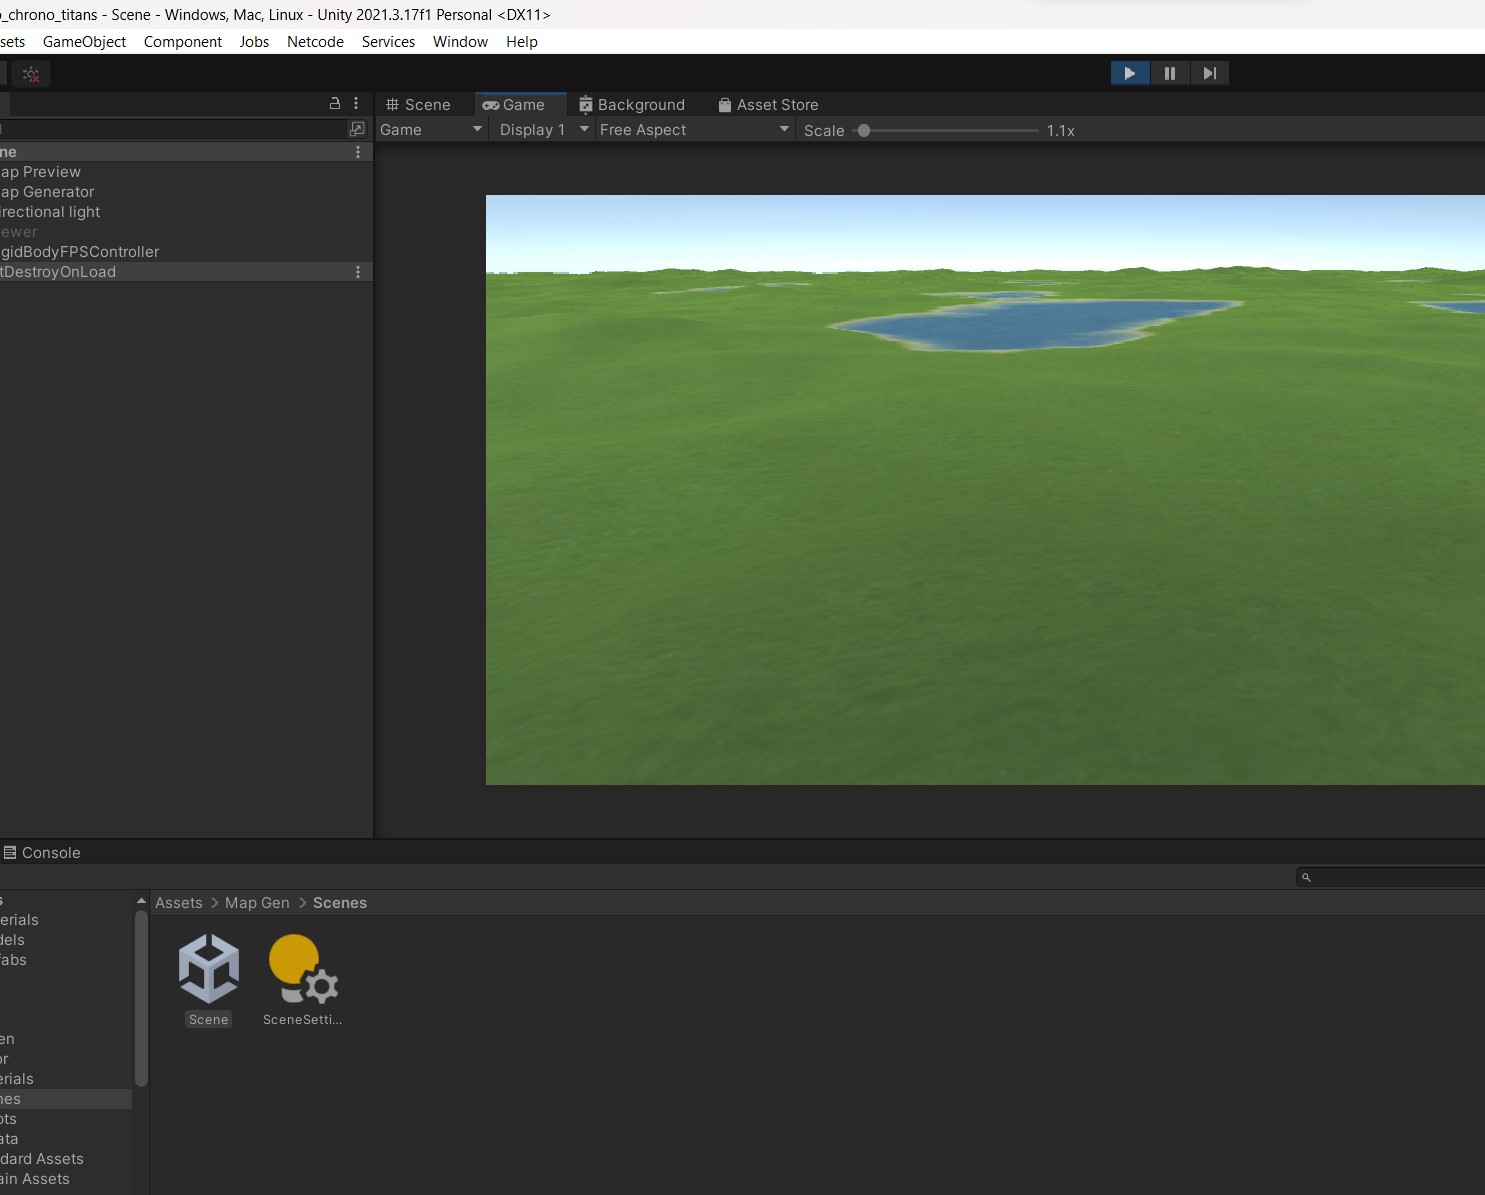 _chrono_titans - Scene - Windows, Mac, Linux - Unity 2021.3.17f1 Personal <DX11>
sets GameObject Component Jobs Netcode Services Window Help
Scene Game Background Asset Store
Game Display 1 Free Aspect Scale 1.1x
ne
ap Preview
ap Generator
irectional light
ewer
gidBodyFPSController
tDestroyOnLoad
Console
s
Assets > Map Gen > Scenes
erials
dels
fabs
en
or
erials
nes
pts
ata
dard Assets
ain Assets
Scene SceneSetti...